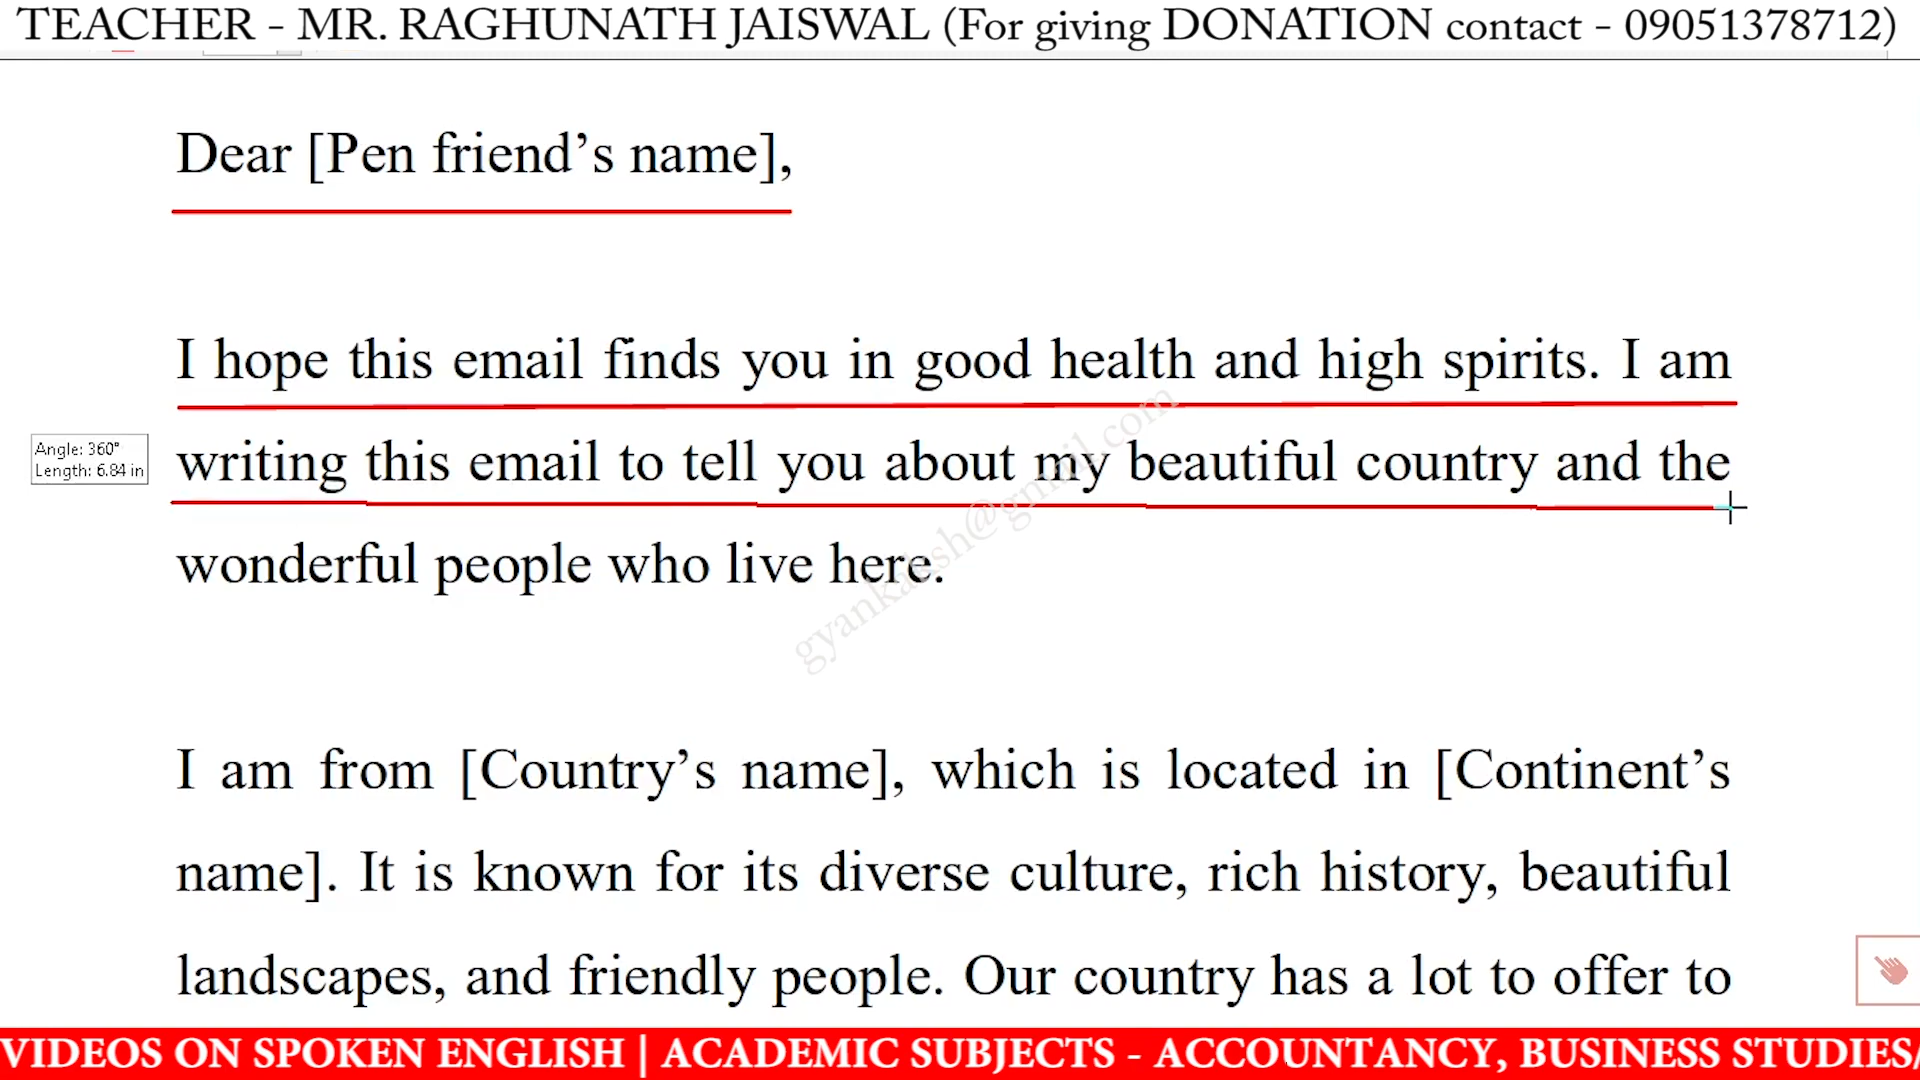 TEACHER - MR. RAGHUNATH JAISWAL (For giving DONATION contact - 09051378712)
Dear [Pen friend’s name],
I hope this email finds you in good health and high spirits. I am
Angle: 360°
Length: 6.84 in
writing this email to tell you about my beautiful country and the
wonderful people who live here.
gyankaksh@gmail.com
I am from [Country’s name], which is located in [Continent’s
name]. It is known for its diverse culture, rich history, beautiful
landscapes, and friendly people. Our country has a lot to offer to
VIDEOS ON SPOKEN ENGLISH | ACADEMIC SUBJECTS - ACCOUNTANCY, BUSINESS STUDIES/